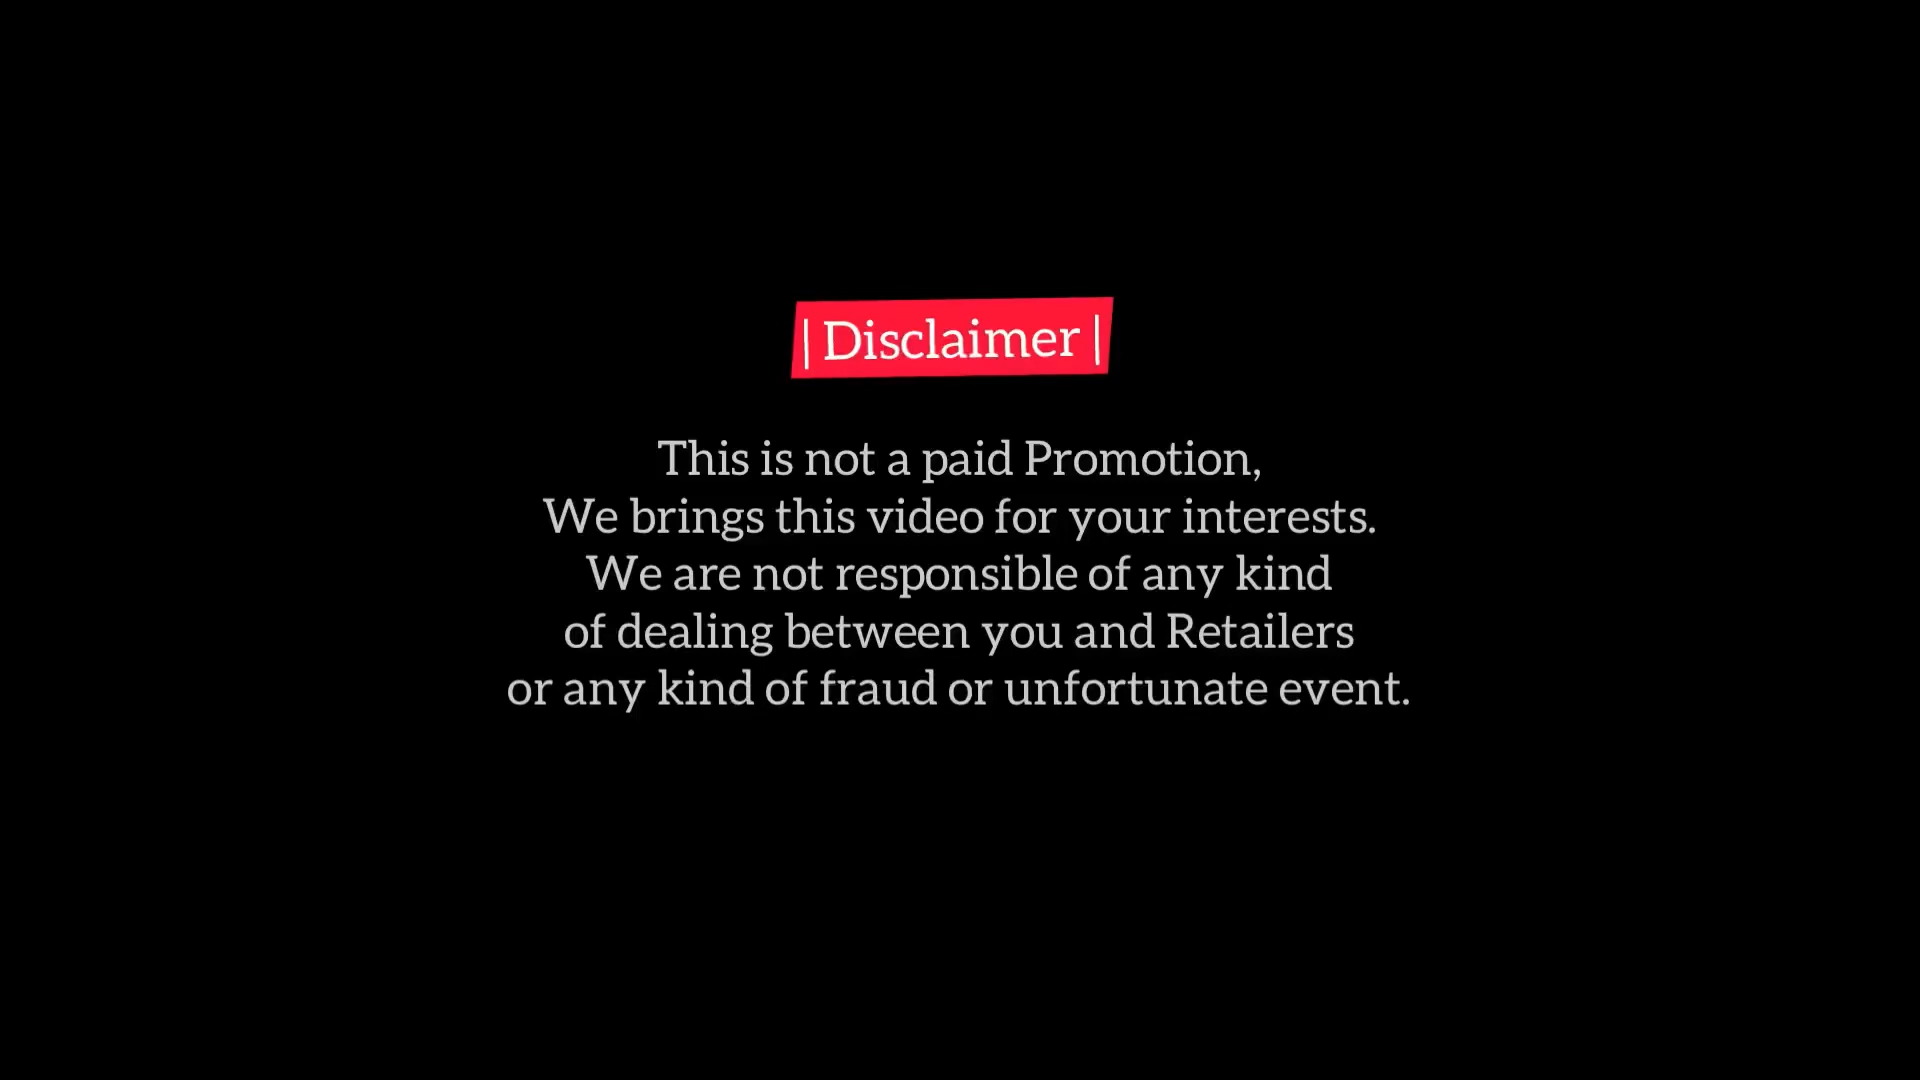 | Disclaimer |
This is not a paid Promotion,
We brings this video for your interests.
We are not responsible of any kind
of dealing between you and Retailers
or any kind of fraud or unfortunate event.